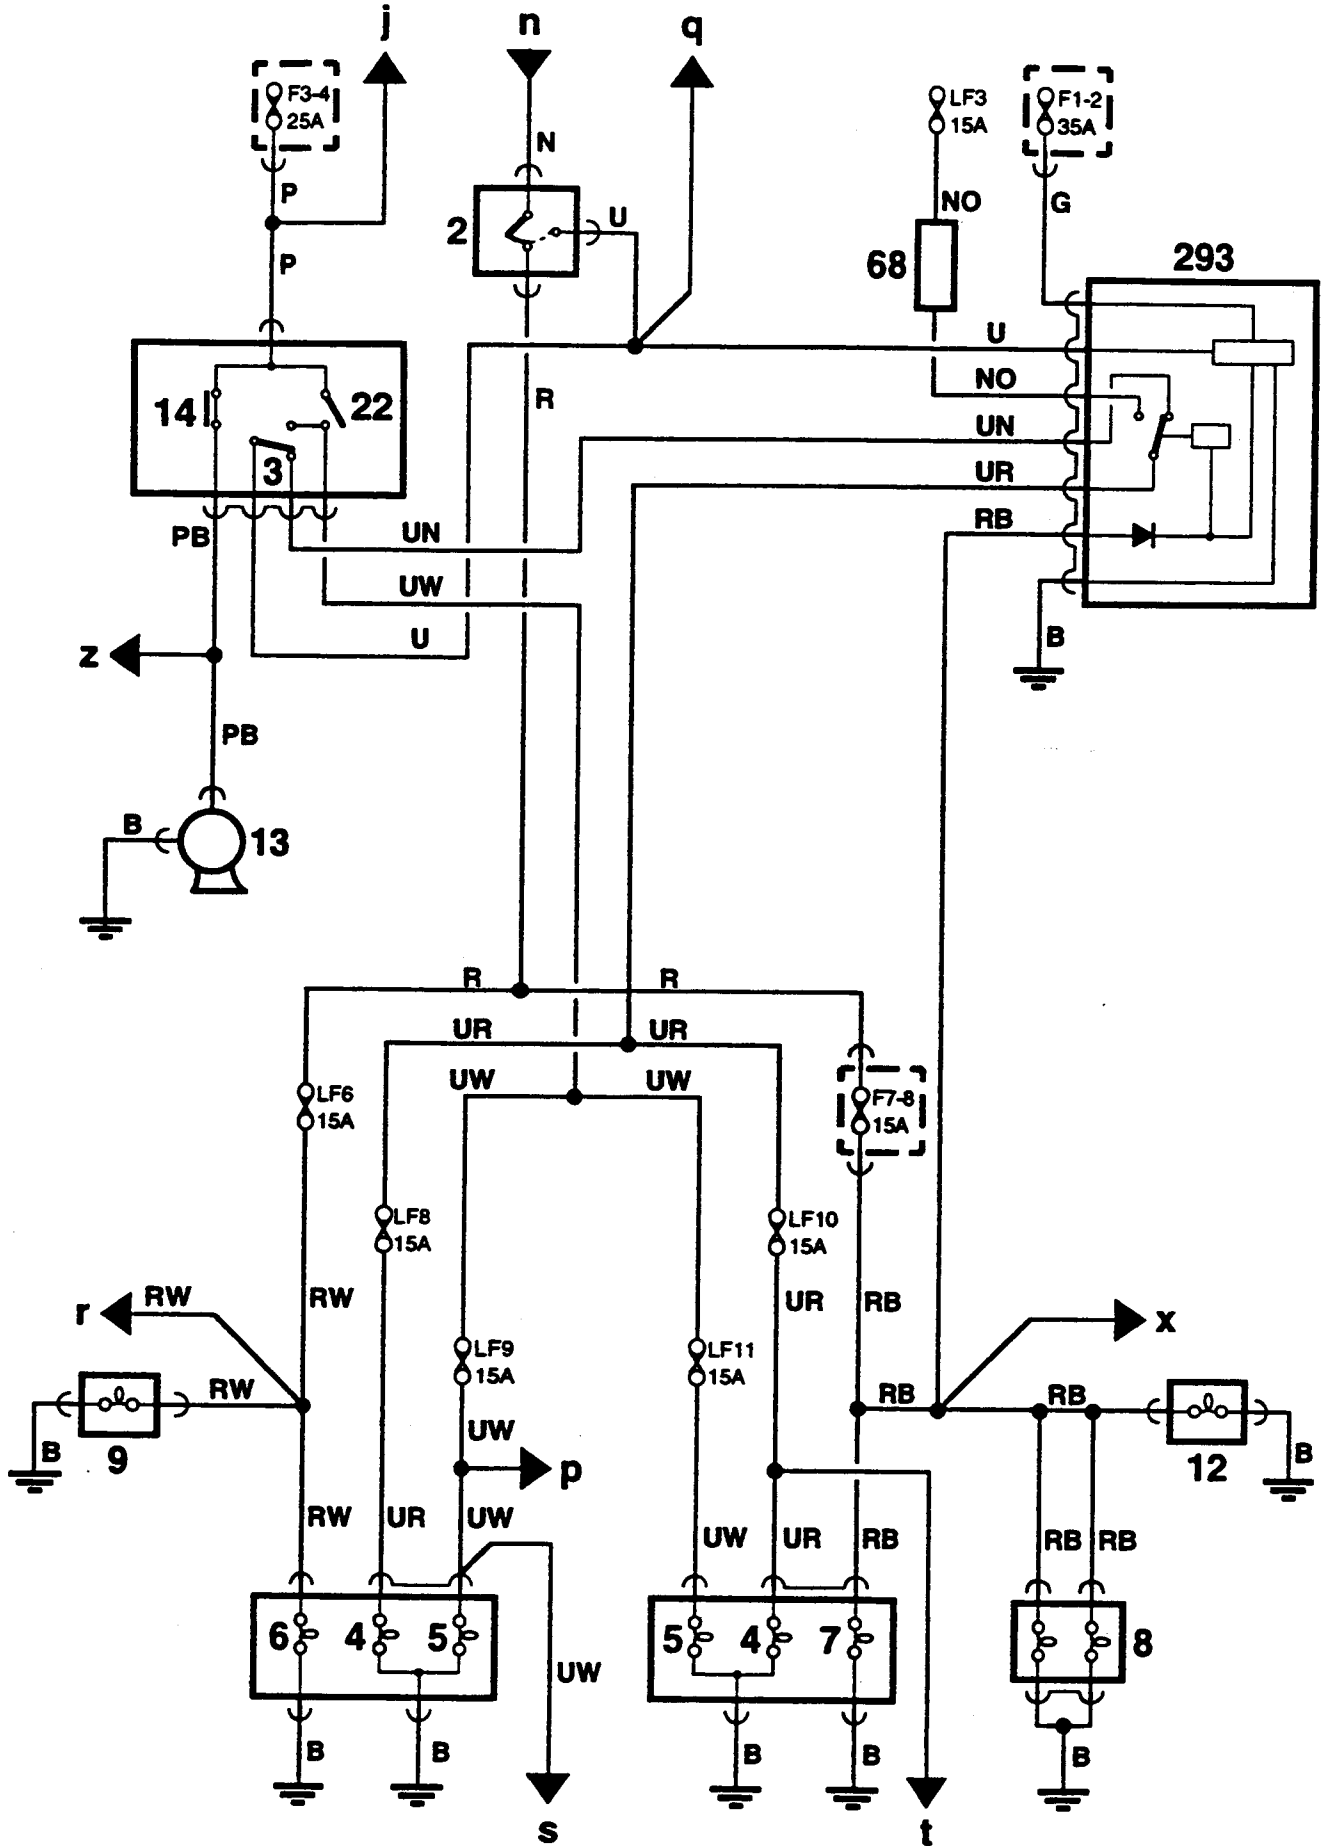 j n q
F3-4 LF3 F1-2
25A 15A 35A
N
P NO G
2 U
P 68 293
U
NO
14 22 R
UN
3 UR
PB UN RB
UW
U B
z
PB
B 13
R R
UR UR
UW UW
LF6 F7-8
15A 15A
LF8 LF10
15A 15A
r RW RW UR RB x
LF9 LF11
15A 15A
RW RB RB
UW
B 9 p 12 B
RW UR UW UW UR RB RB RB
6 4 5 5 4 7 8
UW
B B B B B
s t